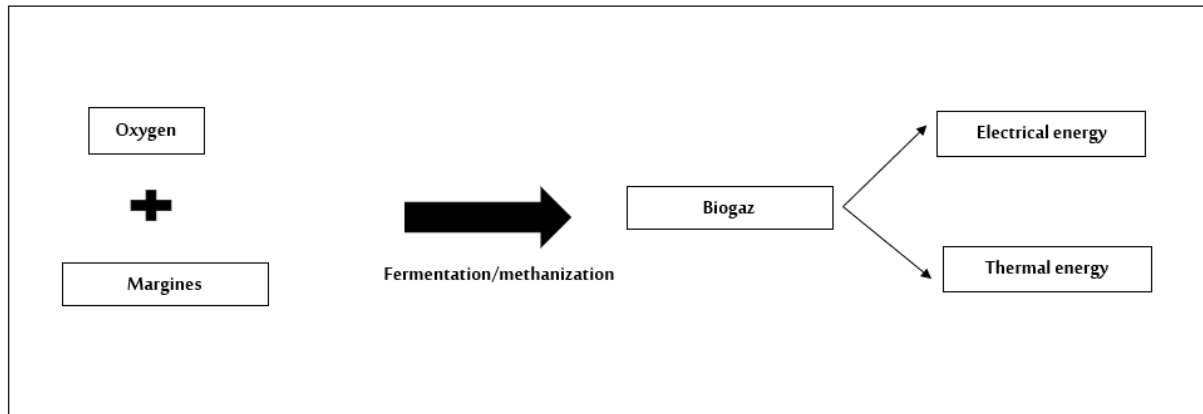 Oxygen
Margines
Fermentation/methanization
Biogaz
Electrical energy
Thermal energy